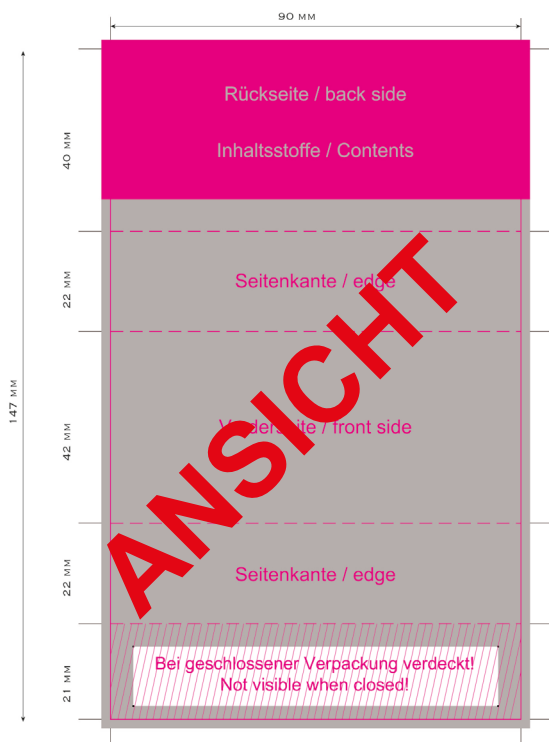 90 MM
Rückseite / back side
Inhaltsstoffe / Contents
40 MM
Seitenkante / edge
22 MM
147 MM
Vorderseite / front side
42 MM
ANSICHT
Seitenkante / edge
22 MM
Bei geschlossener Verpackung verdeckt!
Not visible when closed!
21 MM